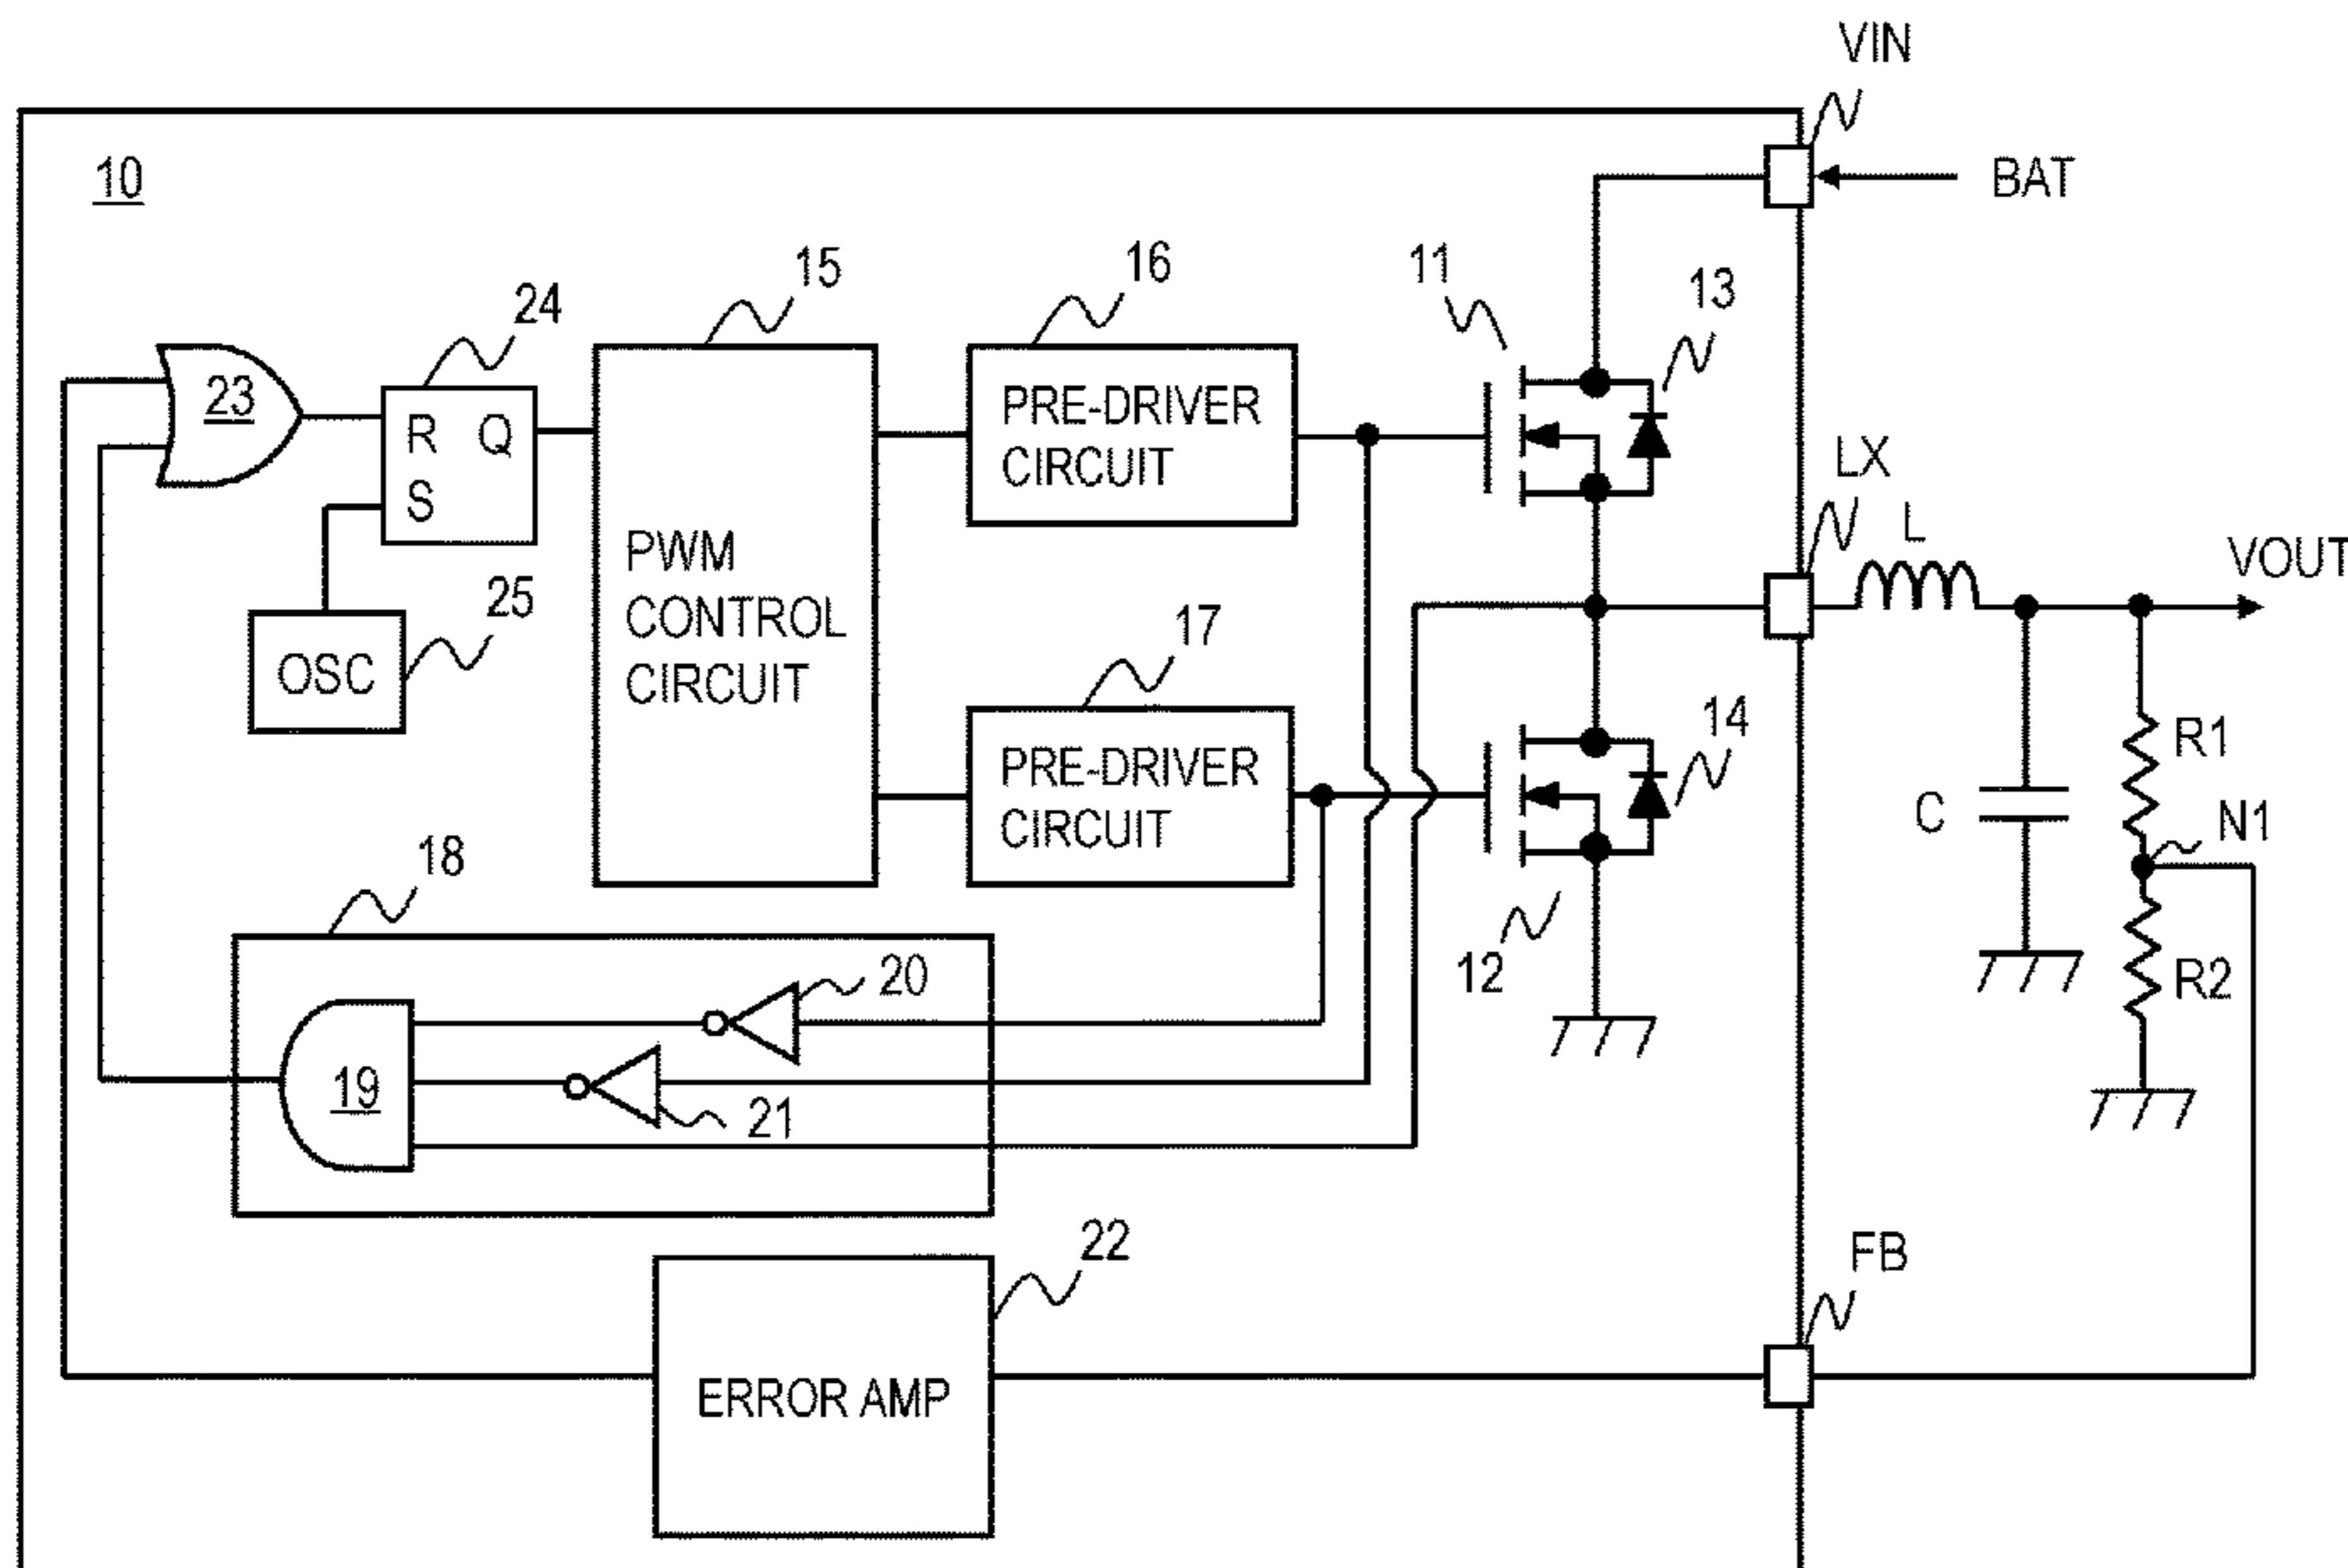 VIN
10
BAT
15
16
11
13
24
23
R Q
S
PRE-DRIVER
CIRCUIT
LX
L
VOUT
PWM
CONTROL
CIRCUIT
25
OSC
17
14
R1
PRE-DRIVER
CIRCUIT
C
N1
18
12
R2
20
19
21
22
FB
ERROR AMP